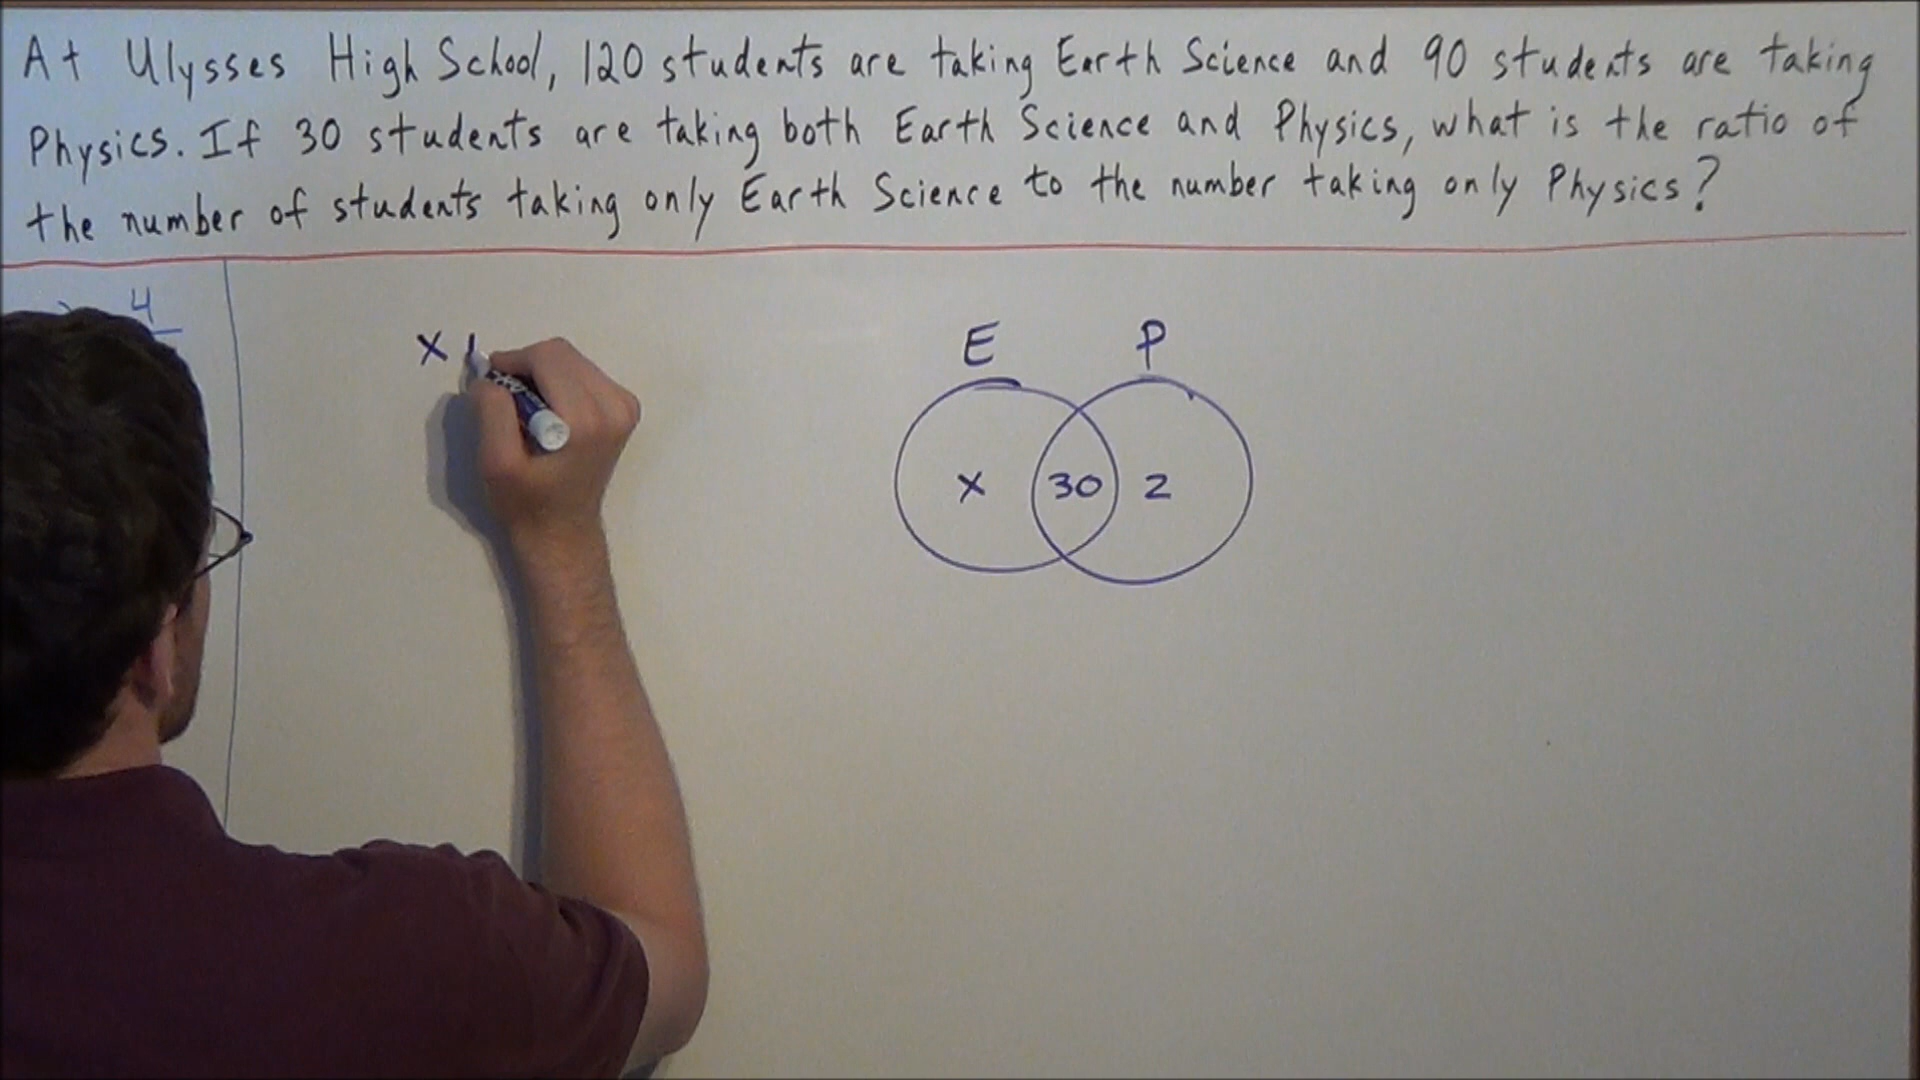 At Ulysses High School, 120 students are taking Earth Science and 90 students are taking
Physics. If 30 students are taking both Earth Science and Physics, what is the ratio of
the number of students taking only Earth Science to the number taking only Physics?
4
X
E P
X 30 2